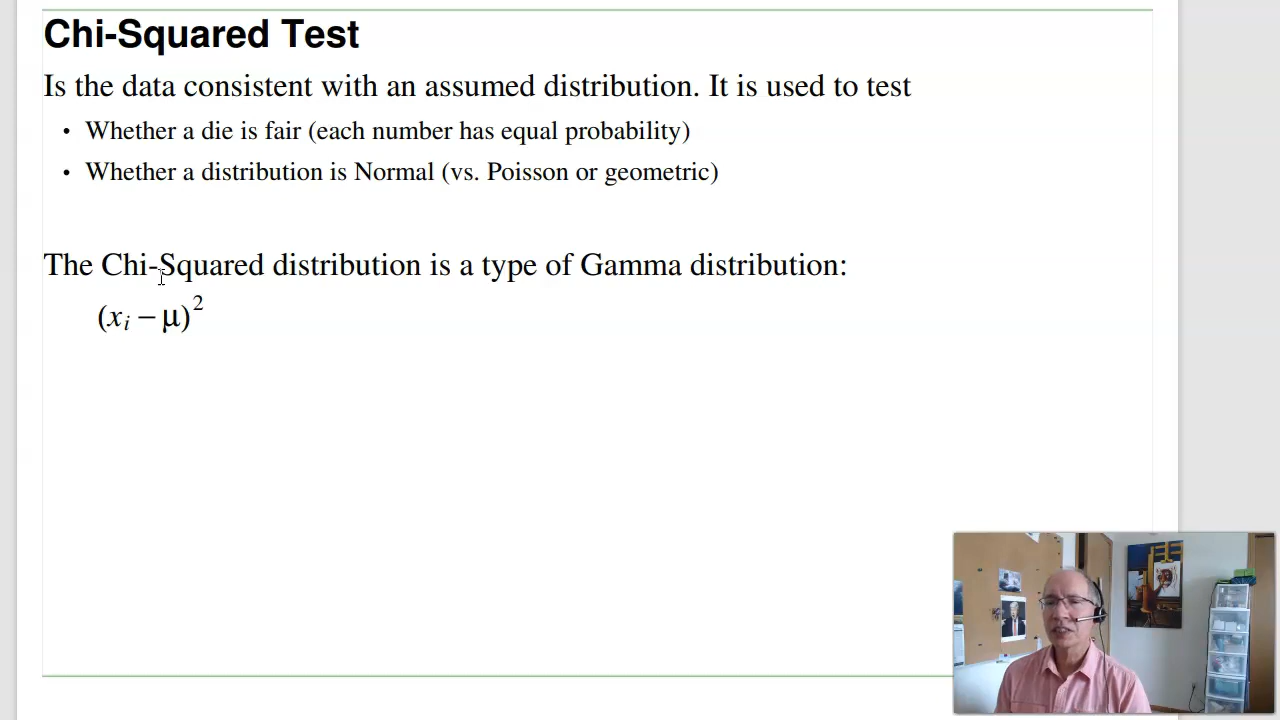 Chi-Squared Test
Is the data consistent with an assumed distribution. It is used to test
• Whether a die is fair (each number has equal probability)
• Whether a distribution is Normal (vs. Poisson or geometric)
The Chi-Squared distribution is a type of Gamma distribution:
(xᵢ − μ)²